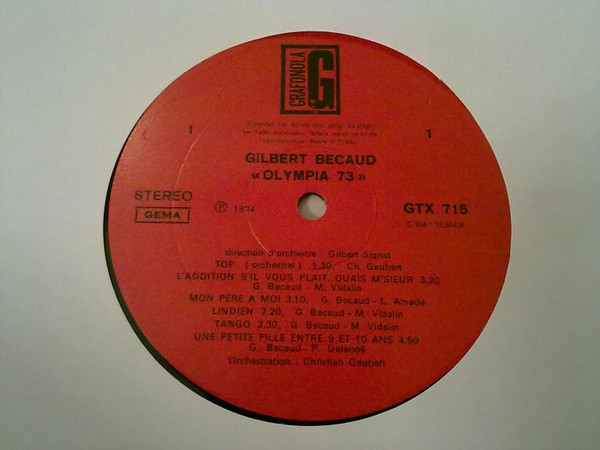 GRAFONOLA
G
1
1
GILBERT BECAUD
« OLYMPIA 73 »
STEREO
GEMA
℗ 1974
GTX 715
direction d'orchestre : Gilbert Sigrist
TOP. ( orchestral ). 1.30. Ch. Gaubert
L'ADDITION S'IL VOUS PLAIT, OUAIS M'SIEUR 3.30
G. Becaud - M. Vidalin
MON PERE A MOI 3.10. G. Becaud - L. Amade
LINDIEN 7.20. G. Becaud - M. Vidalin
TANGO 2.30. G. Becaud - M. Vidalin
UNE PETITE FILLE ENTRE 9 ET 10 ANS 4.50
G. Becaud - P. Delanoë
Orchestration : Christian Gaubert